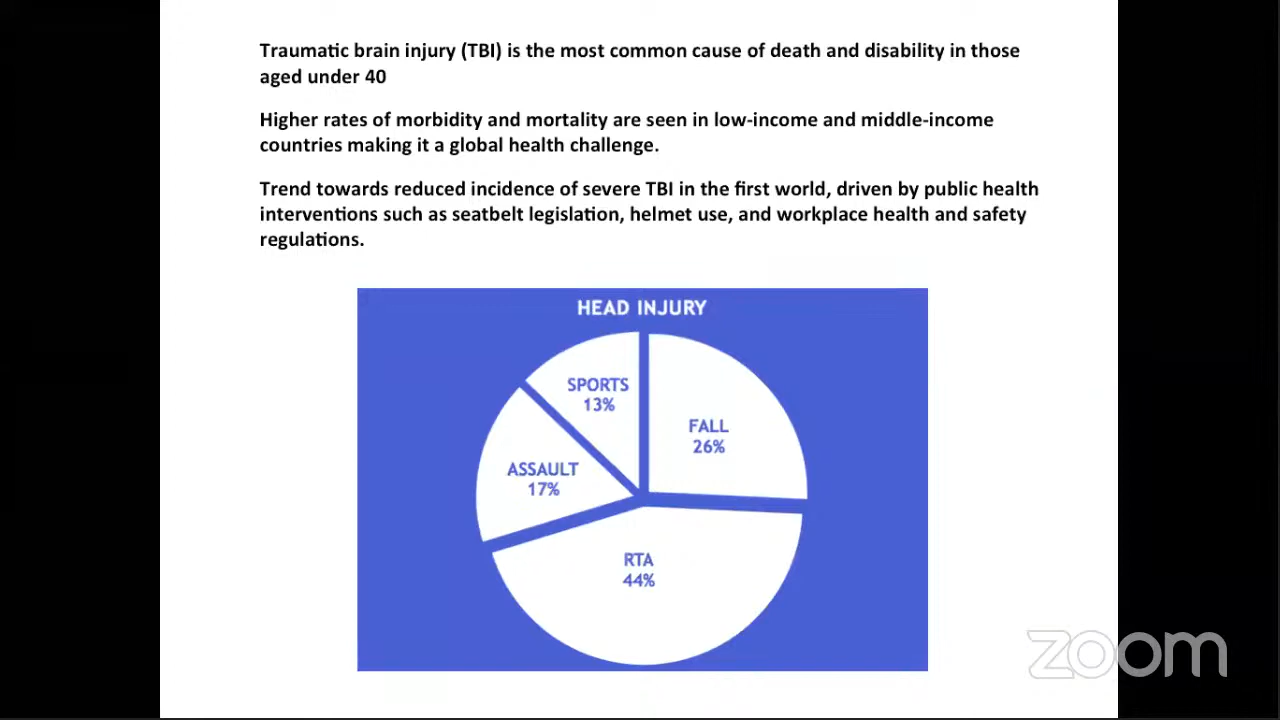 Traumatic brain injury (TBI) is the most common cause of death and disability in those
aged under 40
Higher rates of morbidity and mortality are seen in low-income and middle-income
countries making it a global health challenge.
Trend towards reduced incidence of severe TBI in the first world, driven by public health
interventions such as seatbelt legislation, helmet use, and workplace health and safety
regulations.
HEAD INJURY
SPORTS
13%
FALL
26%
ASSAULT
17%
RTA
44%
zoom